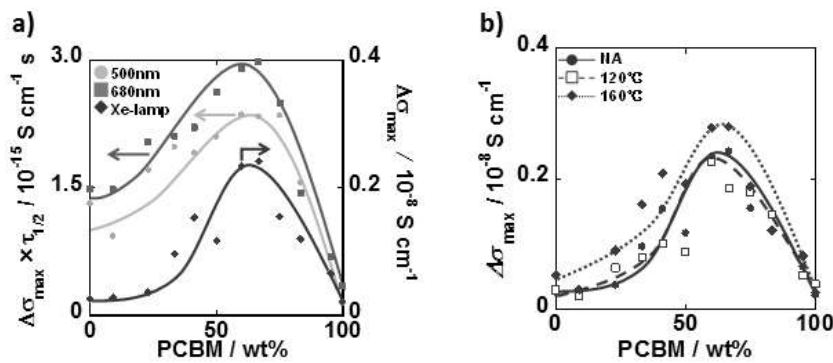 a)
3.0
1.5
0
Δσmax × τ1/2 / 10-15 S cm-1 s
500nm
680nm
Xe-lamp
0.4
0.2
0
Δσmax / 10-8 S cm-1
0
50
100
PCBM / wt%
b)
0.4
0.2
0
Δσmax / 10-8 S cm-1
NA
120℃
160℃
0
50
100
PCBM / wt%